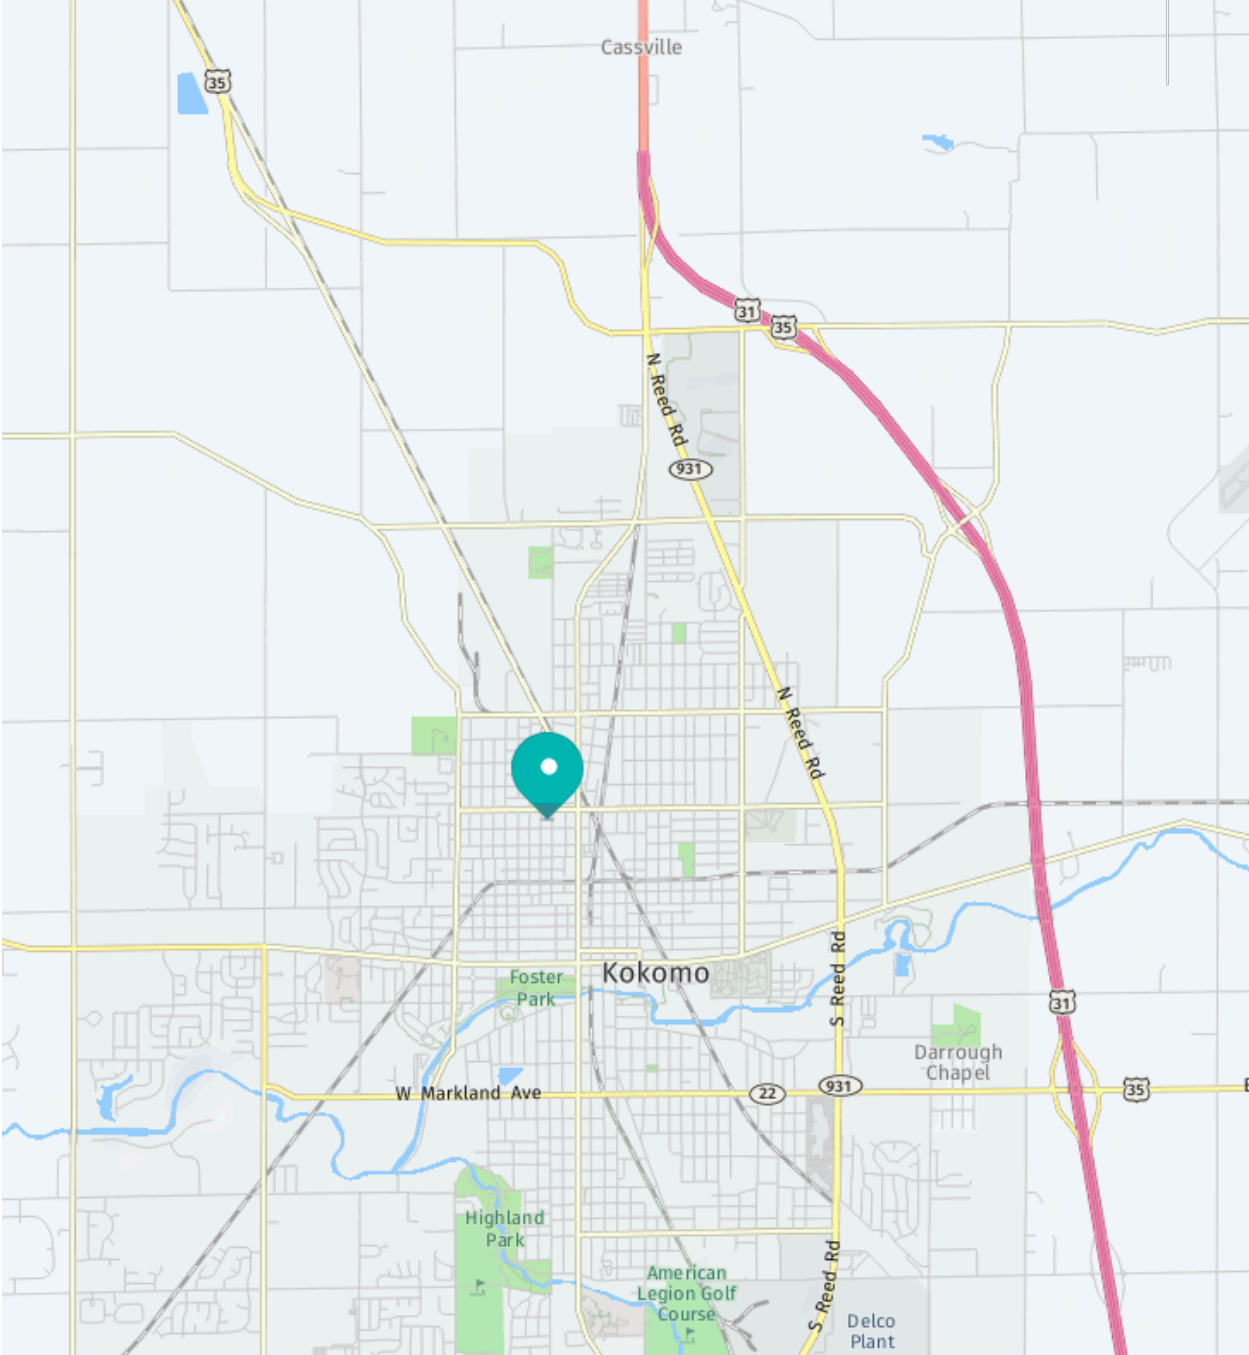 Cassville
35
31
35
N Reed Rd
931
N Reed Rd
Kokomo
Foster
Park
S Reed Rd
31
Darrough
Chapel
W Markland Ave
22
931
35
E
Highland
Park
American
Legion Golf
Course
S Reed Rd
Delco
Plant